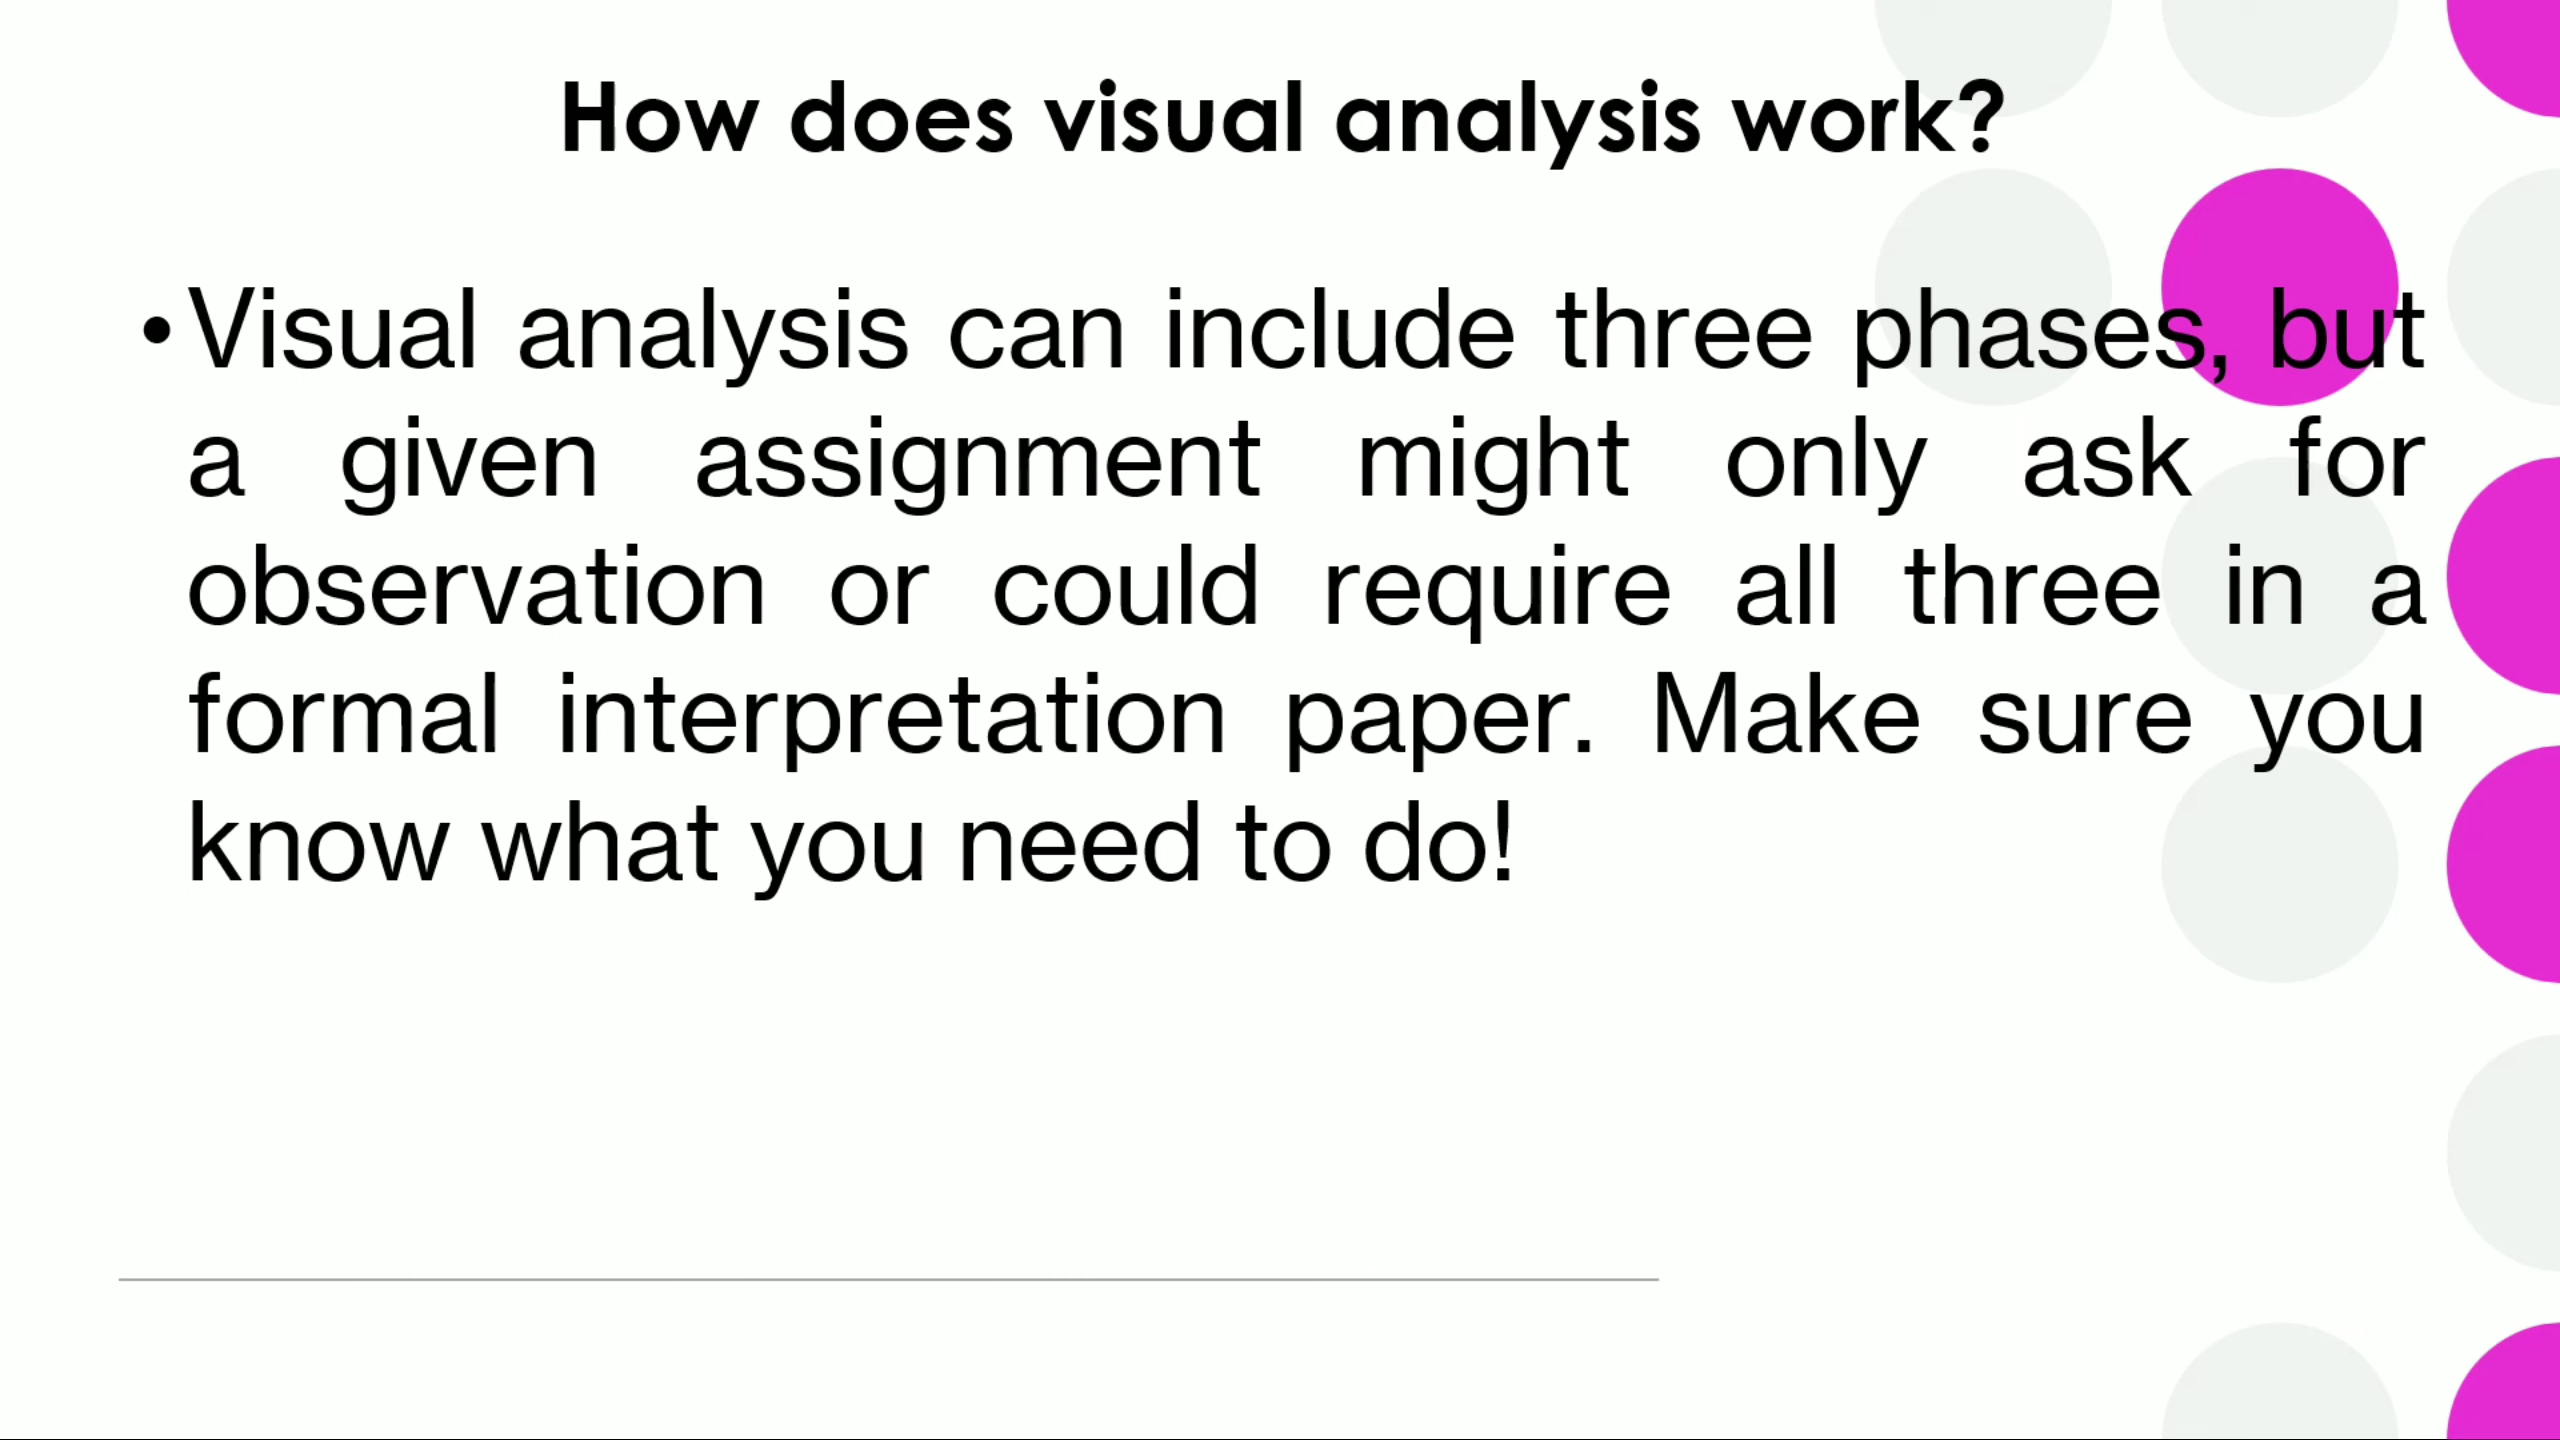 How does visual analysis work?
• Visual analysis can include three phases, but
a given assignment might only ask for
observation or could require all three in a
formal interpretation paper. Make sure you
know what you need to do!